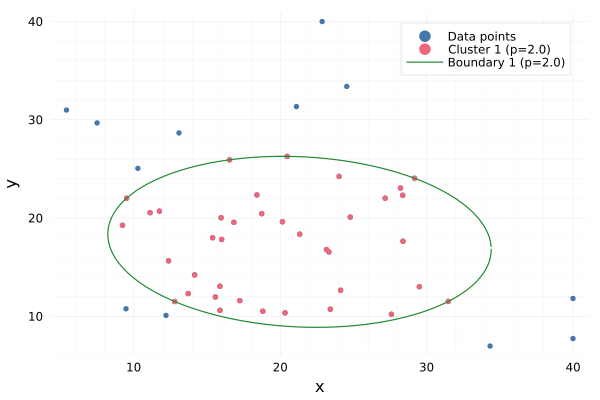 40
Data points
Cluster 1 (p=2.0)
Boundary 1 (p=2.0)
30
y
20
10
10 20 30 40
x